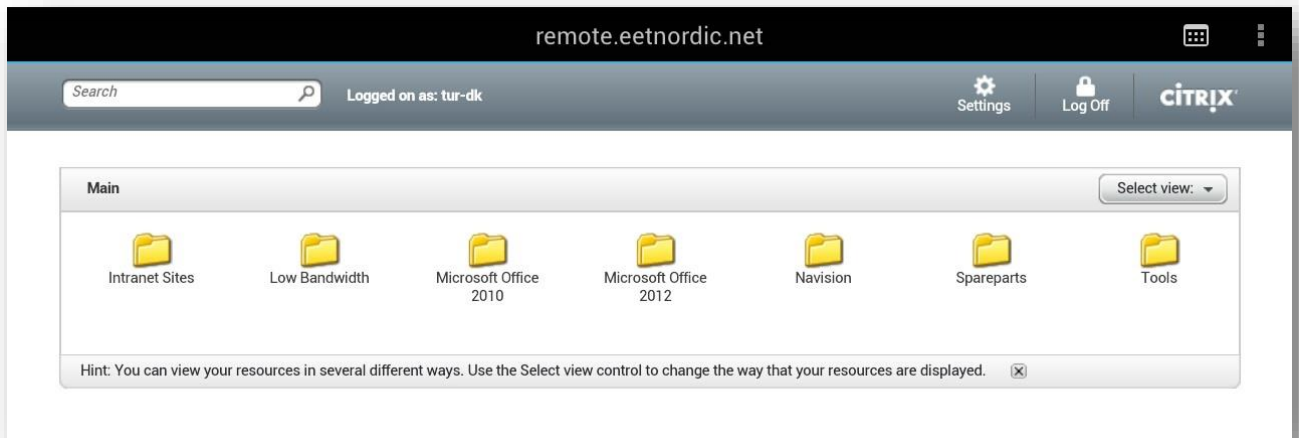 remote.eetnordic.net
Search
Logged on as: tur-dk
Settings
Log Off
CİTRIX
Main
Select view:
Intranet Sites
Low Bandwidth
Microsoft Office
2010
Microsoft Office
2012
Navision
Spareparts
Tools
Hint: You can view your resources in several different ways. Use the Select view control to change the way that your resources are displayed.